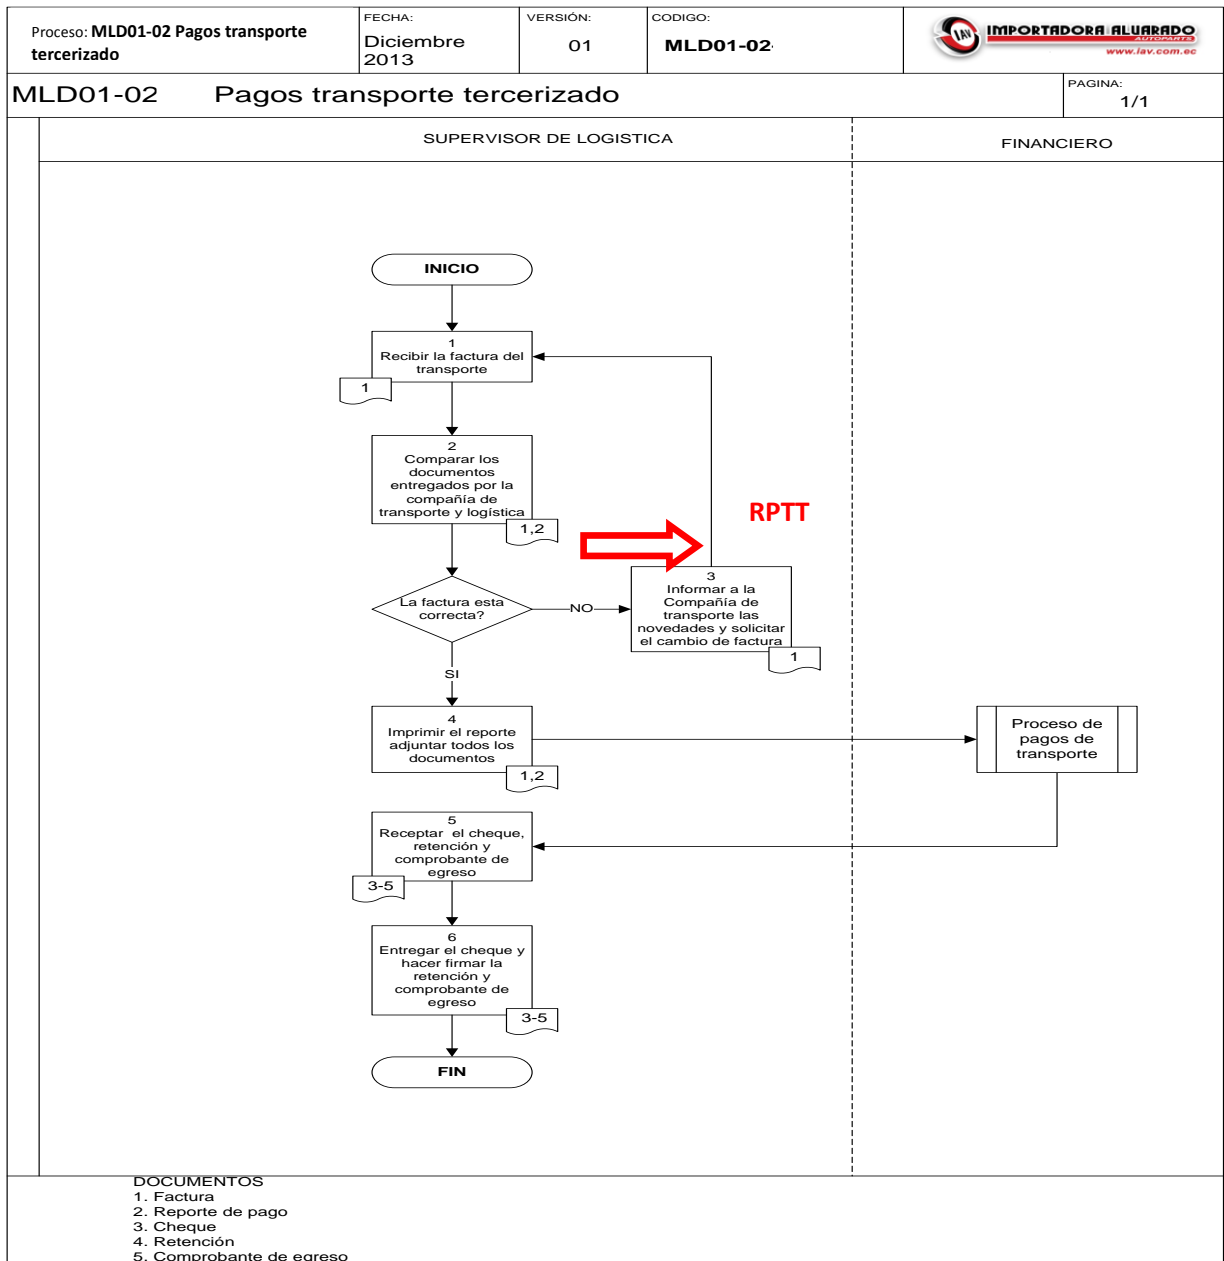 Proceso: MLD01-02 Pagos transporte
tercerizado
FECHA:
Diciembre
2013
VERSIÓN:
01
CODIGO:
MLD01-02
IAV
IMPORTADORA ALVARADO
AUTOPARTS
www.iav.com.ec
MLD01-02 Pagos transporte tercerizado
PAGINA:
1/1
SUPERVISOR DE LOGISTICA
FINANCIERO
INICIO
1
Recibir la factura del
transporte
1
2
Comparar los
documentos
entregados por la
compañía de
transporte y logística
1,2
RPTT
La factura esta
correcta?
NO
3
Informar a la
Compañía de
transporte las
novedades y solicitar
el cambio de factura
1
SI
4
Imprimir el reporte
adjuntar todos los
documentos
1,2
Proceso de
pagos de
transporte
5
Receptar el cheque,
retención y
comprobante de
egreso
3-5
6
Entregar el cheque y
hacer firmar la
retención y
comprobante de
egreso
3-5
FIN
DOCUMENTOS
1. Factura
2. Reporte de pago
3. Cheque
4. Retención
5. Comprobante de egreso